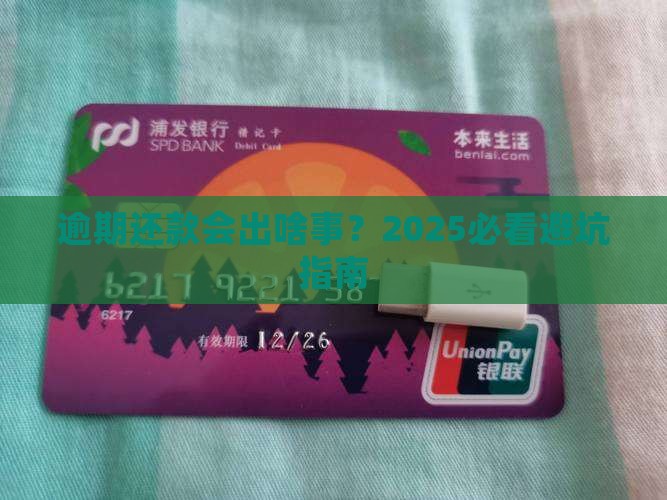 浦发银行 借记卡
SPD BANK Debit Card
本来生活
benlai.com
逾期还款会出啥事？2025必看避坑
指南
6217 9221 58
6217
有效期限 12/26
UnionPay
银联